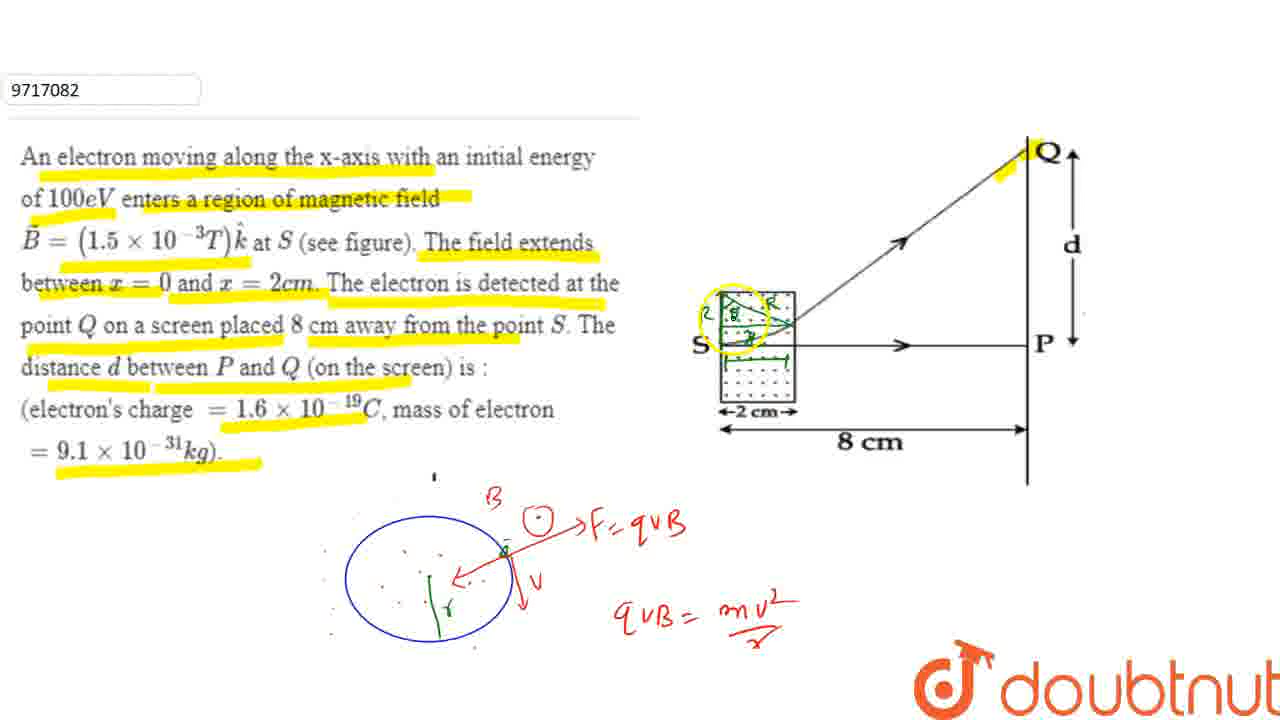 9717082
An electron moving along the x-axis with an initial energy
of 100eV enters a region of magnetic field
B⃗ = (1.5 × 10⁻³T)k̂ at S (see figure). The field extends
between x = 0 and x = 2cm. The electron is detected at the
point Q on a screen placed 8 cm away from the point S. The
distance d between P and Q (on the screen) is :
(electron's charge = 1.6 × 10⁻¹⁹C, mass of electron
= 9.1 × 10⁻³¹kg).
Q
d
R
R
θ
S
P
2 cm
8 cm
B
F = qvB
v
r
qvB = mv²/r
doubtnut